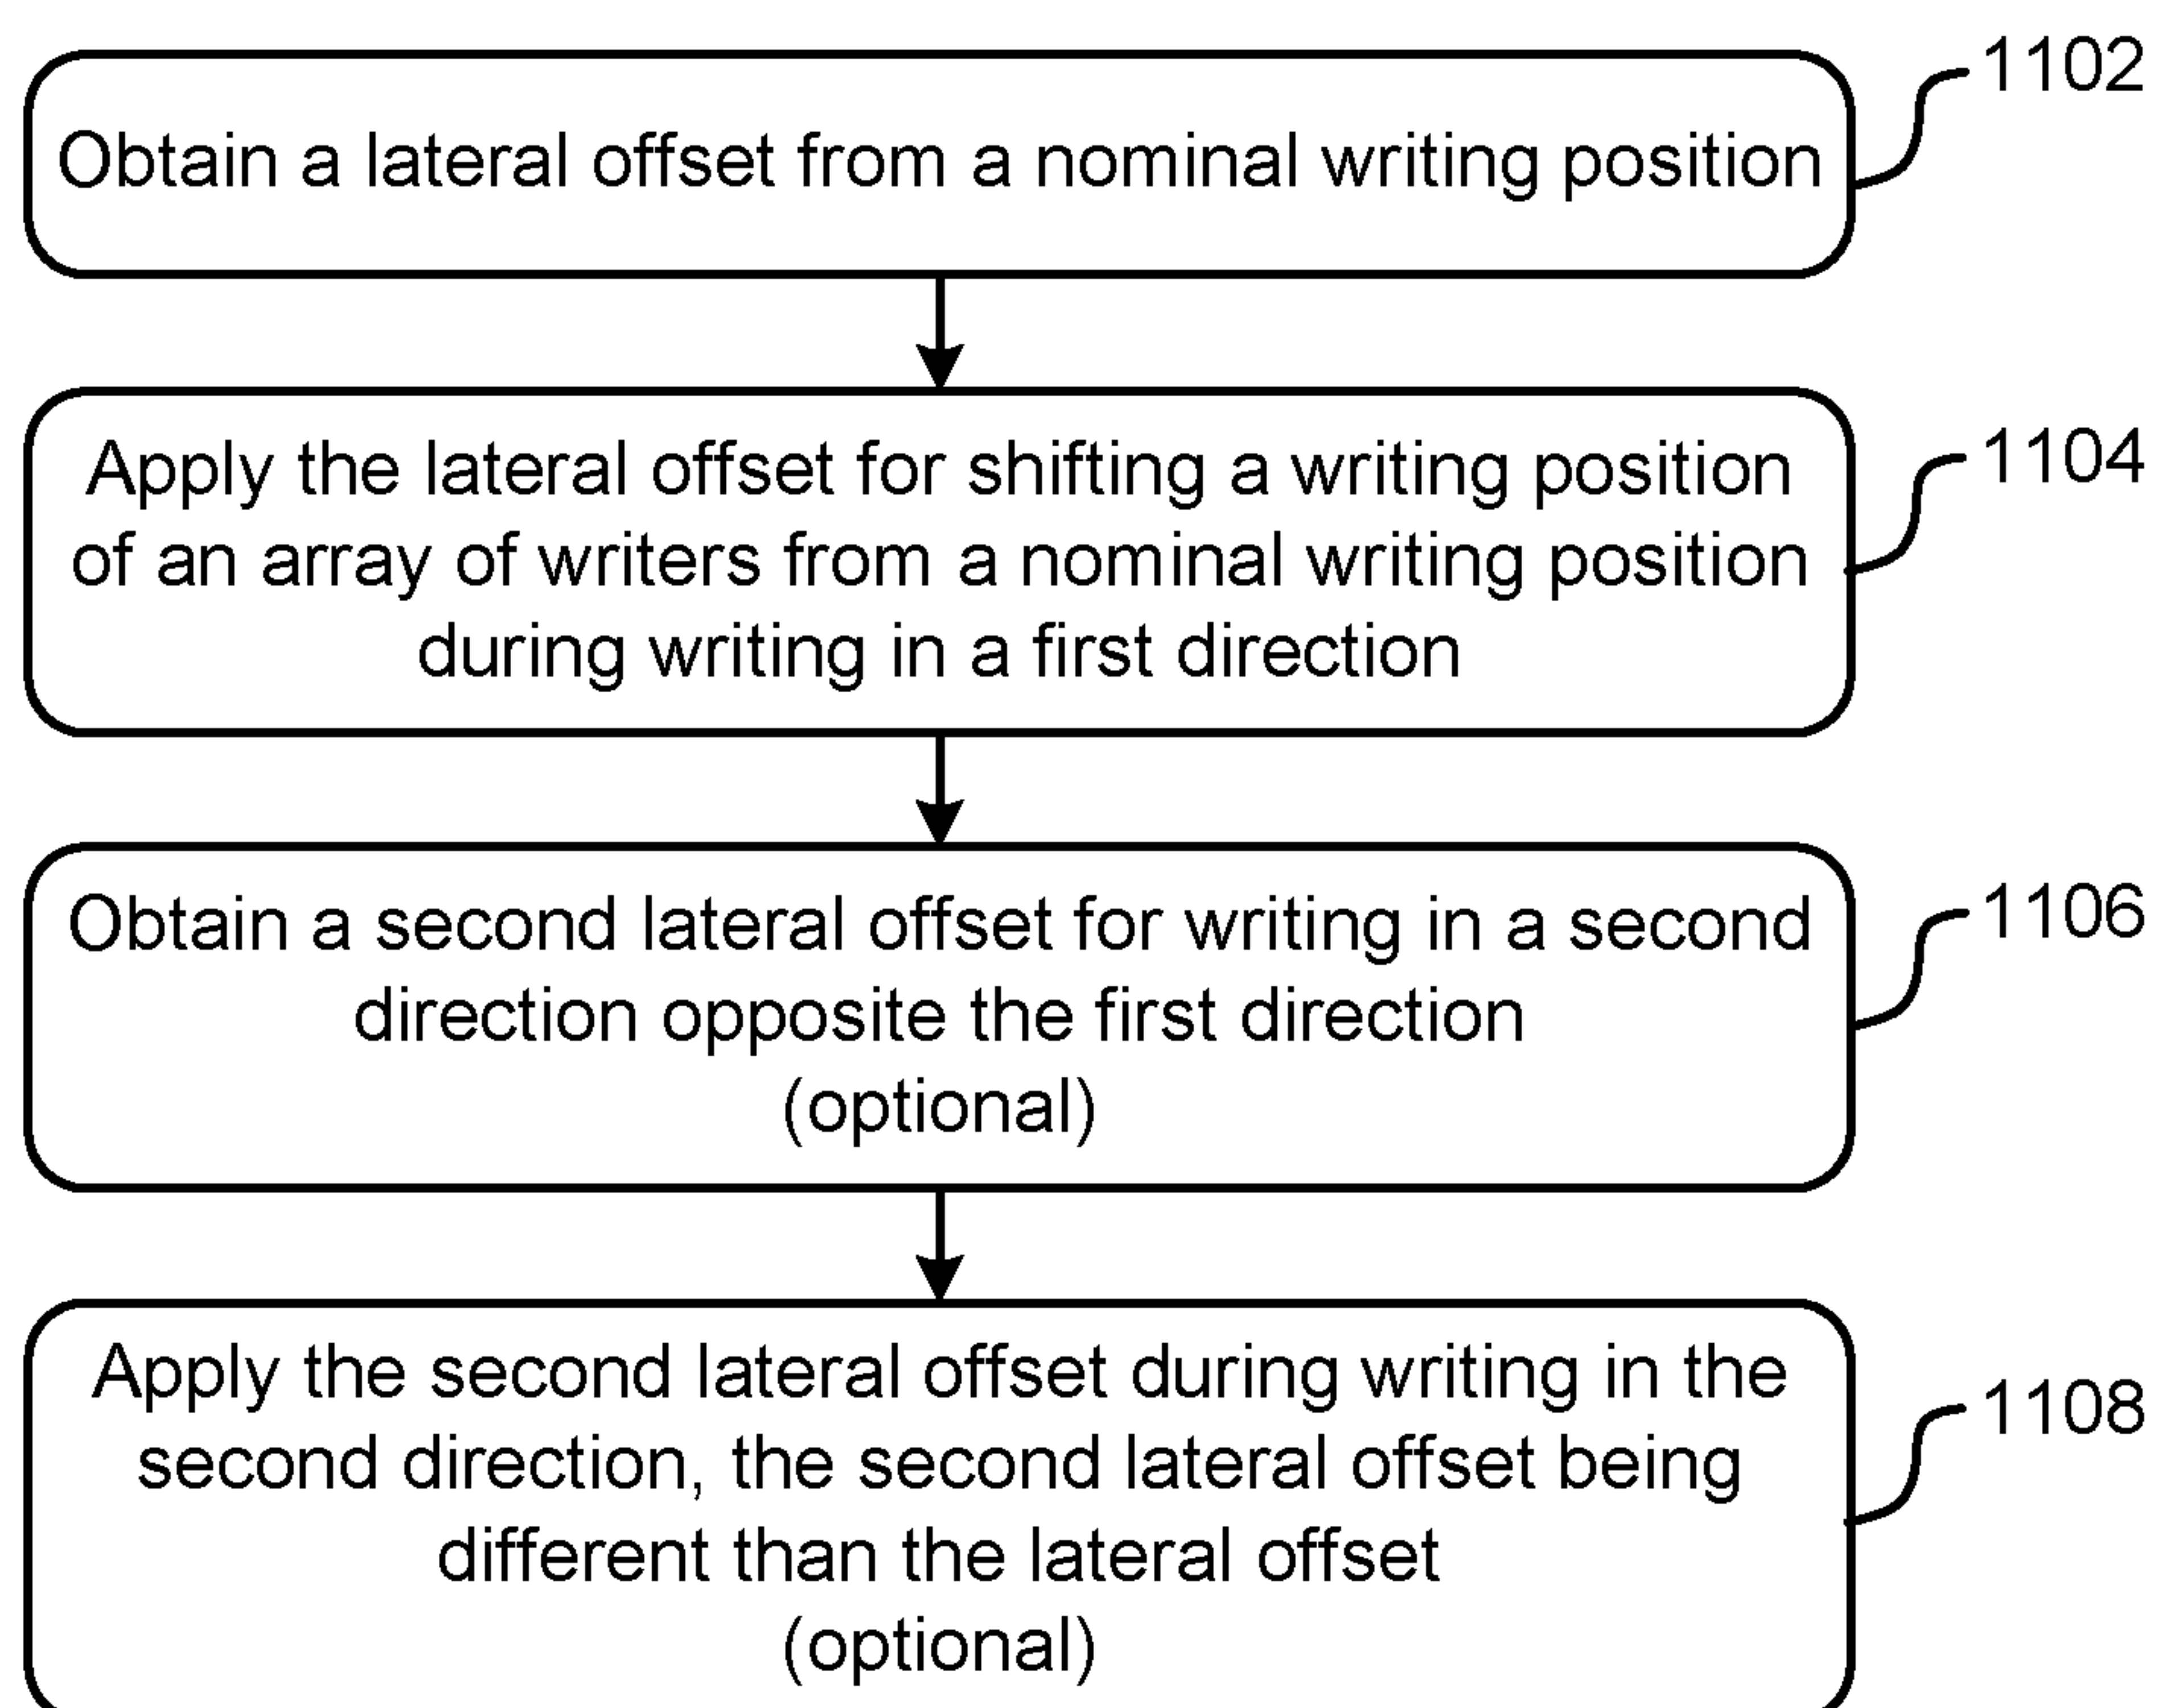 1102
Obtain a lateral offset from a nominal writing position
Apply the lateral offset for shifting a writing position
of an array of writers from a nominal writing position
during writing in a first direction
1104
Obtain a second lateral offset for writing in a second
direction opposite the first direction
(optional)
1106
Apply the second lateral offset during writing in the
second direction, the second lateral offset being
different than the lateral offset
(optional)
1108